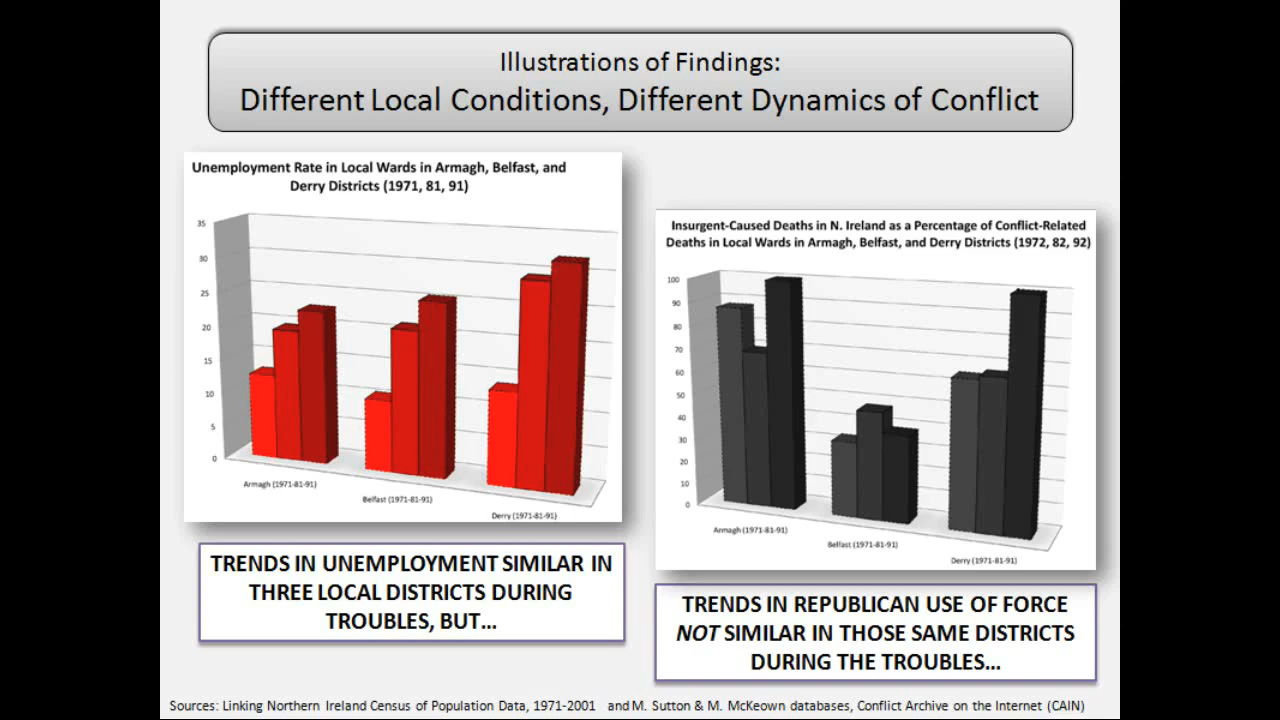 Illustrations of Findings:
Different Local Conditions, Different Dynamics of Conflict
Unemployment Rate in Local Wards in Armagh, Belfast, and
Derry Districts (1971, 81, 91)
35
30
25
20
15
10
5
0
Armagh (1971-81-91)
Belfast (1971-81-91)
Derry (1971-81-91)
TRENDS IN UNEMPLOYMENT SIMILAR IN
THREE LOCAL DISTRICTS DURING
TROUBLES, BUT...
Insurgent-Caused Deaths in N. Ireland as a Percentage of Conflict-Related
Deaths in Local Wards in Armagh, Belfast, and Derry Districts (1972, 82, 92)
100
90
80
70
60
50
40
30
20
10
0
Armagh (1971-81-91)
Belfast (1971-81-91)
Derry (1971-81-91)
TRENDS IN REPUBLICAN USE OF FORCE
NOT SIMILAR IN THOSE SAME DISTRICTS
DURING THE TROUBLES...
Sources: Linking Northern Ireland Census of Population Data, 1971-2001 and M. Sutton & M. McKeown databases, Conflict Archive on the Internet (CAIN)